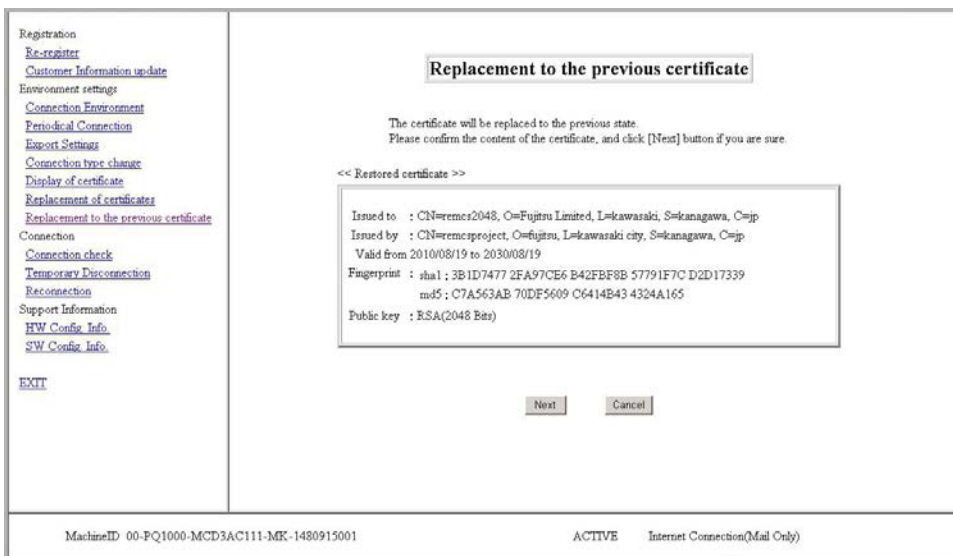 Registration
Re-register
Customer Information update
Environment settings
Connection Environment
Periodical Connection
Export Settings
Connection type change
Display of certificate
Replacement of certificates
Replacement to the previous certificate
Connection
Connection check
Temporary Disconnection
Reconnection
Support Information
HW Config. Info.
SW Config. Info.
EXIT
Replacement to the previous certificate
The certificate will be replaced to the previous state.
Please confirm the content of the certificate, and click [Next] button if you are sure.
<< Restored certificate >>
Issued to : CN=remcs2048, O=Fujitsu Limited, L=kawasaki, S=kanagawa, C=jp
Issued by : CN=remcsproject, O=fujitsu, L=kawasaki city, S=kanagawa, C=jp
Valid from 2010/08/19 to 2030/08/19
Fingerprint : sha1 : 3B1D7477 2FA97CE6 B42FBF8B 57791F7C D2D17339
md5 : C7A563AB 70DF5609 C6414B43 4324A165
Public key : RSA(2048 Bits)
Next Cancel
MachineID 00-PQ1000-MCD3AC111-MK-1480915001 ACTIVE Internet Connection(Mail Only)